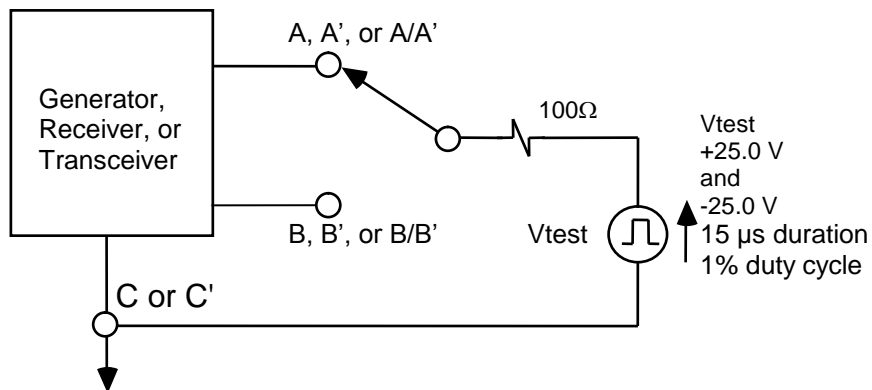 A, A’, or A/A’
Generator,
Receiver, or
Transceiver
100Ω
Vtest
+25.0 V
and
-25.0 V
15 µs duration
1% duty cycle
Vtest
B, B’, or B/B’
C or C'